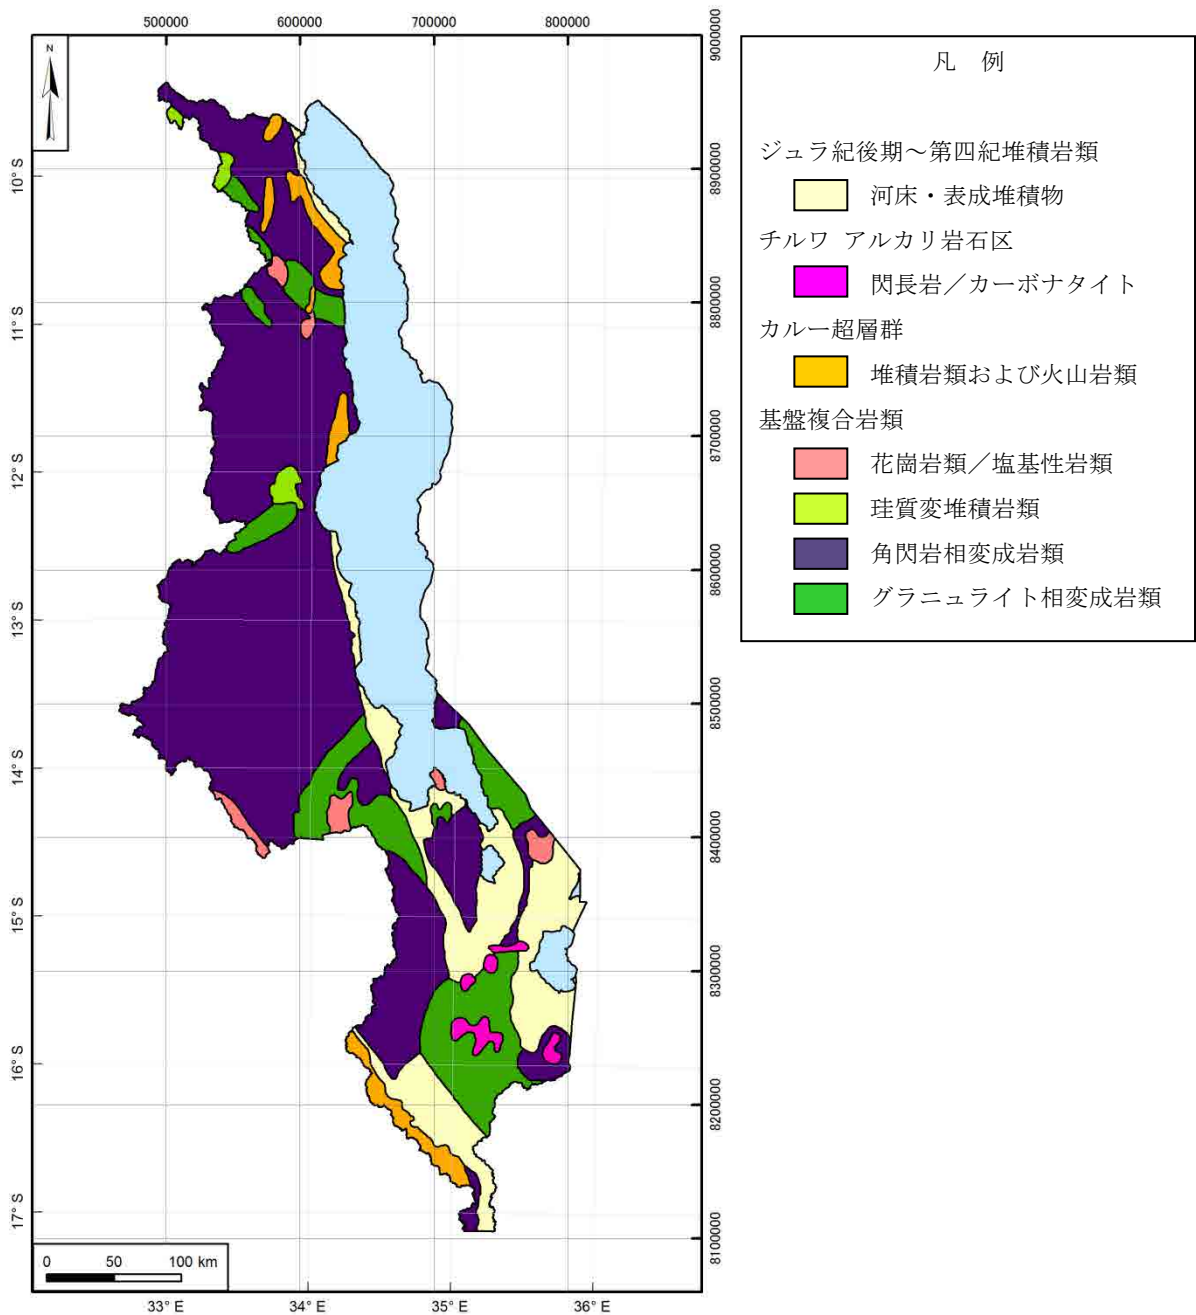 500000 600000 700000 800000
N
9000000
8900000
8800000
8700000
8600000
8500000
8400000
8300000
8200000
8100000
10° S
11° S
12° S
13° S
14° S
15° S
16° S
17° S
0 50 100 km
33° E 34° E 35° E 36° E
凡 例
ジュラ紀後期～第四紀堆積岩類
河床・表成堆積物
チルワ アルカリ岩石区
閃長岩／カーボナタイト
カルー超層群
堆積岩類および火山岩類
基盤複合岩類
花崗岩類／塩基性岩類
珪質変堆積岩類
角閃岩相変成岩類
グラニュライト相変成岩類